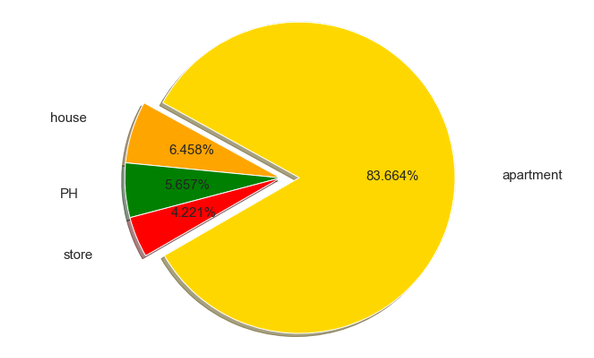 house
6.458%
83.664%
apartment
5.657%
PH
4.221%
store